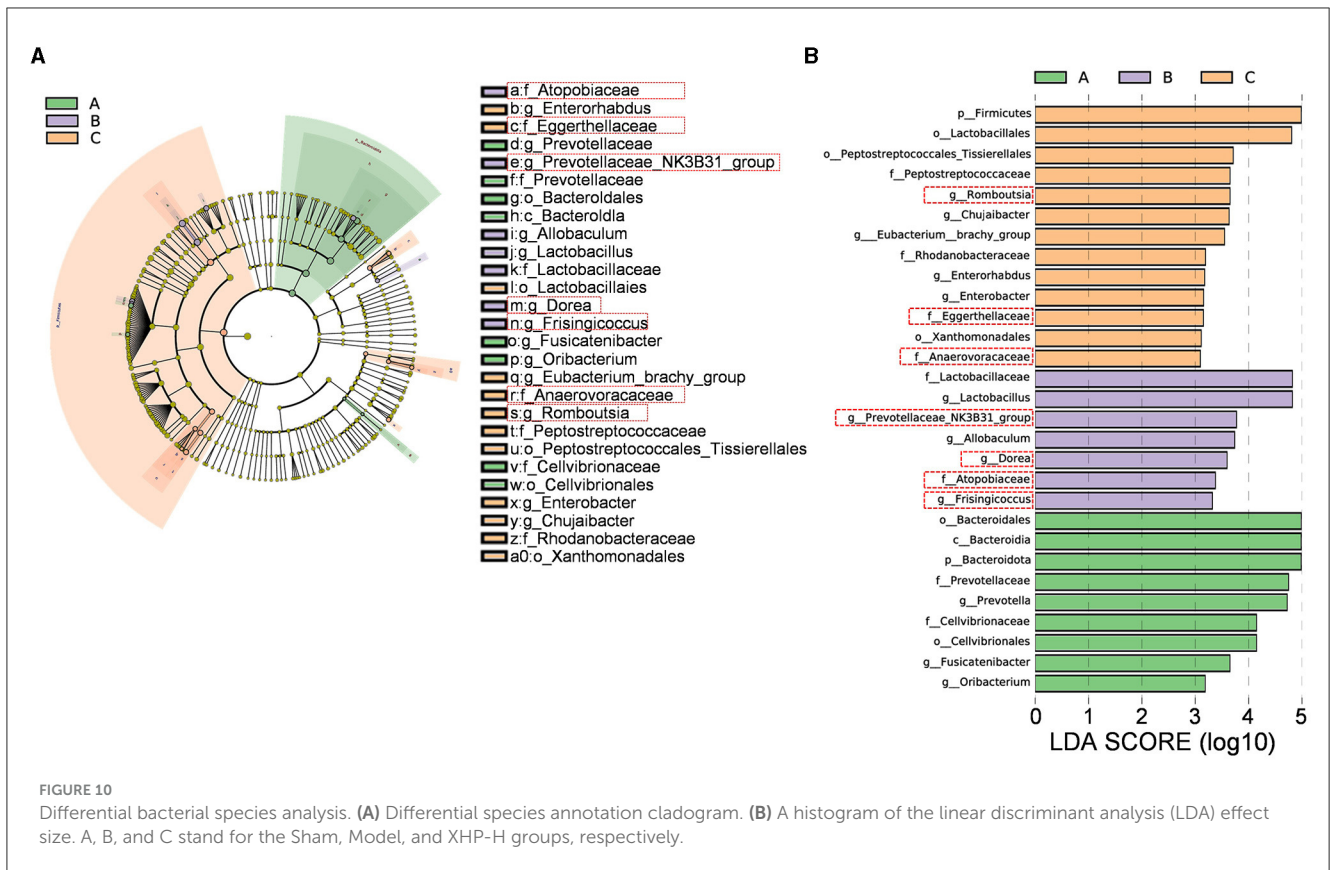 A
A
B
C
a:f_Atopobiaceae
b:g_Enterorhabdus
c:f_Eggerthellaceae
d:g_Prevotellaceae
e:g_Prevotellaceae_NK3B31_group
f:f_Prevotellaceae
g:o_Bacteroldales
h:c_Bacteroldla
i:g_Allobaculum
j:g_Lactobacillus
k:f_Lactobacillaceae
l:o_Lactobacillaies
m:g_Dorea
n:g_Frisingicoccus
o:g_Fusicatenibacter
p:g_Oribacterium
q:g_Eubacterium_brachy_group
r:f_Anaerovoracaceae
s:g_Romboutsia
t:f_Peptostreptococcaceae
u:o_Peptostreptococcales_Tissierellales
v:f_Cellvibrionaceae
w:o_Cellvibrionales
x:g_Enterobacter
y:g_Chujaibacter
z:f_Rhodanobacteraceae
a0:o_Xanthomonadales
B
A B C
p__Firmicutes
o__Lactobacillales
o__Peptostreptococcales_Tissierellales
f__Peptostreptococcaceae
g__Romboutsia
g__Chujaibacter
g___Eubacterium__brachy_group
f__Rhodanobacteraceae
g__Enterorhabdus
g__Enterobacter
f__Eggerthellaceae
o__Xanthomonadales
f__Anaerovoracaceae
f__Lactobacillaceae
g__Lactobacillus
g__Prevotellaceae_NK3B31_group
g__Allobaculum
g__Dorea
f__Atopobiaceae
g__Frisingicoccus
o__Bacteroidales
c__Bacteroidia
p__Bacteroidota
f__Prevotellaceae
g__Prevotella
f__Cellvibrionaceae
o__Cellvibrionales
g__Fusicatenibacter
g__Oribacterium
0 1 2 3 4 5
LDA SCORE (log10)
FIGURE 10
Differential bacterial species analysis. (A) Differential species annotation cladogram. (B) A histogram of the linear discriminant analysis (LDA) effect
size. A, B, and C stand for the Sham, Model, and XHP-H groups, respectively.